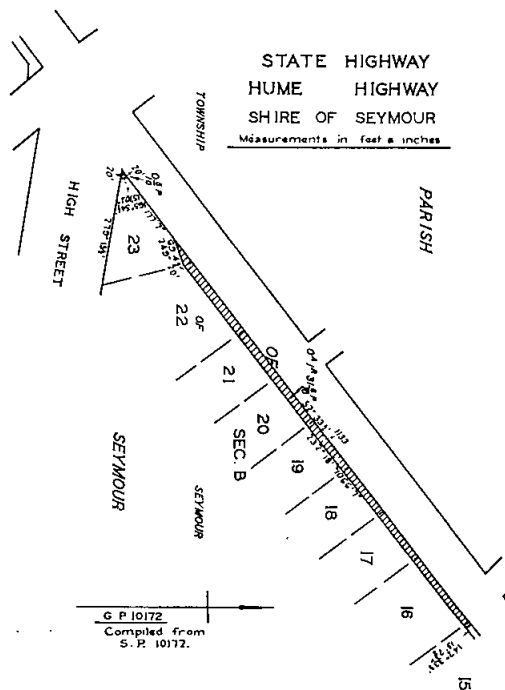 STATE HIGHWAY
HUME HIGHWAY
SHIRE OF SEYMOUR
Measurements in feet & inches
TOWNSHIP
PARISH
HIGH STREET
OF
OF
SEYMOUR
SEYMOUR
SEC. B
23
22
21
20
19
18
17
16
15
G P 10172
Compiled from
S. P. 10172.